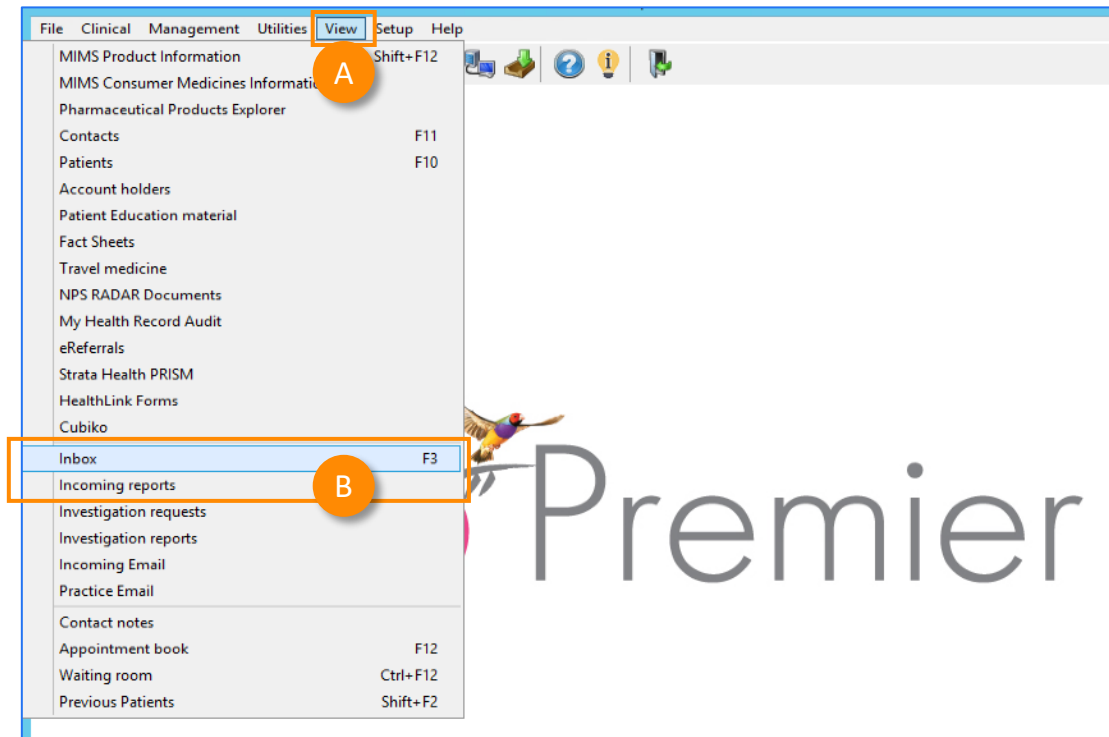 File Clinical Management Utilities View Setup Help
MIMS Product Information Shift+F12
A
MIMS Consumer Medicines
Pharmaceutical Products Explorer
Contacts F11
Patients F10
Account holders
Patient Education material
Fact Sheets
Travel medicine
NPS RADAR Documents
My Health Record Audit
eReferrals
Strata Health PRISM
HealthLink Forms
Cubiko
Inbox F3
Incoming reports
B
Investigation requests
Investigation reports
Incoming Email
Practice Email
Contact notes
Appointment book F12
Waiting room Ctrl+F12
Previous Patients Shift+F2
Premier